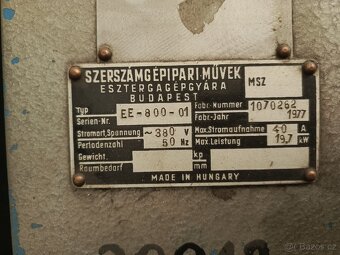 SZERSZÁMGÉPIPARI MŰVEK
ESZTERGAGÉPGYÁRA
BUDAPEST
MSZ
Typ EE-800-01 Fabr.-Nummer 1070262
Serien-Nr. Fabr.-Jahr 1977
Stromart, Spannung ~ 380 V Max. Stromaufnahme 40 A
Periodenzahl 50 Hz Max. Leistung 19,7 kW
Gewicht kp
Raumbedarf mm
MADE IN HUNGARY